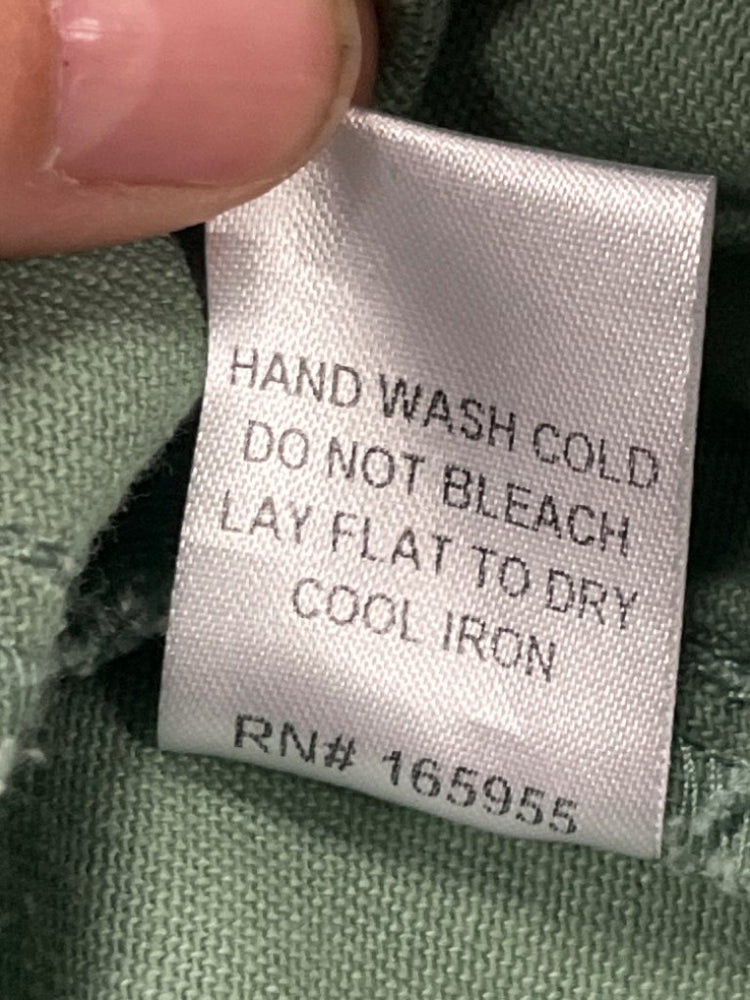 HAND WASH COLD
DO NOT BLEACH
LAY FLAT TO DRY
COOL IRON
RN# 165955